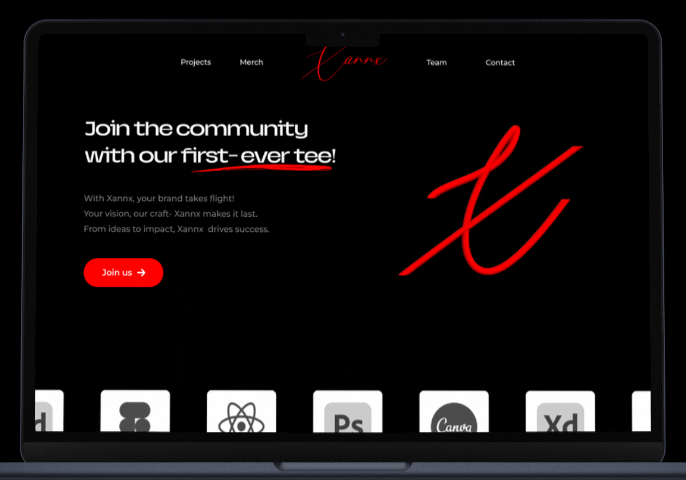 Projects
Merch
Xannx
Team
Contact
Join the community
with our first- ever tee!
With Xannx, your brand takes flight!
Your vision, our craft- Xannx makes it last.
From ideas to impact, Xannx drives success.
Join us
d
Ps
Canva
Xd